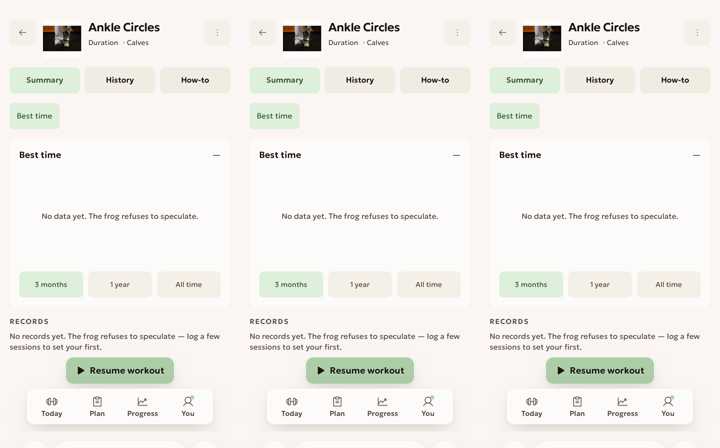 Ankle Circles
Duration · Calves
Summary History How-to
Best time
Best time —
No data yet. The frog refuses to speculate.
3 months 1 year All time
RECORDS
No records yet. The frog refuses to speculate — log a few
sessions to set your first.
Resume workout
Today Plan Progress You
Ankle Circles
Duration · Calves
Summary History How-to
Best time
Best time —
No data yet. The frog refuses to speculate.
3 months 1 year All time
RECORDS
No records yet. The frog refuses to speculate — log a few
sessions to set your first.
Resume workout
Today Plan Progress You
Ankle Circles
Duration · Calves
Summary History How-to
Best time
Best time —
No data yet. The frog refuses to speculate.
3 months 1 year All time
RECORDS
No records yet. The frog refuses to speculate — log a few
sessions to set your first.
Resume workout
Today Plan Progress You